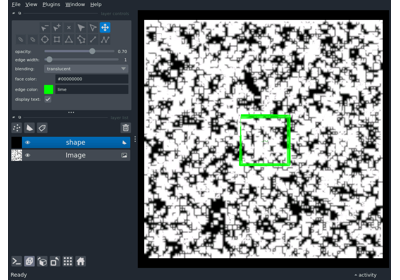 File View Plugins Window Help
opacity: 0.70
edge width: 1
blending: translucent
face color: #00000000
edge color: lime
display text:
shape
Image
Ready
activity